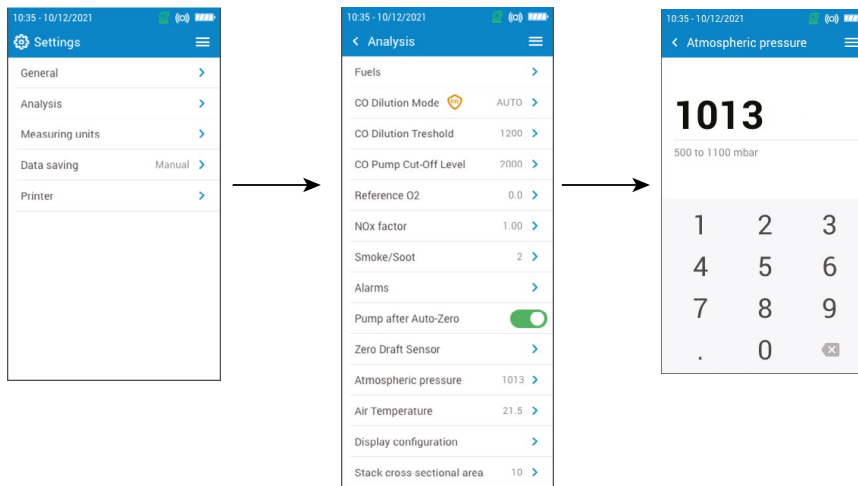 10:35 - 10/12/2021
Settings
General
Analysis
Measuring units
Data saving Manual
Printer
10:35 - 10/12/2021
Analysis
Fuels
CO Dilution Mode CO AUTO
CO Dilution Treshold 1200
CO Pump Cut-Off Level 2000
Reference O2 0.0
NOx factor 1.00
Smoke/Soot 2
Alarms
Pump after Auto-Zero
Zero Draft Sensor
Atmospheric pressure 1013
Air Temperature 21.5
Display configuration
Stack cross-sectional area 10
10:35 - 10/12/2021
Atmospheric pressure
1013
500 to 1100 mbar
1 2 3
4 5 6
7 8 9
. 0